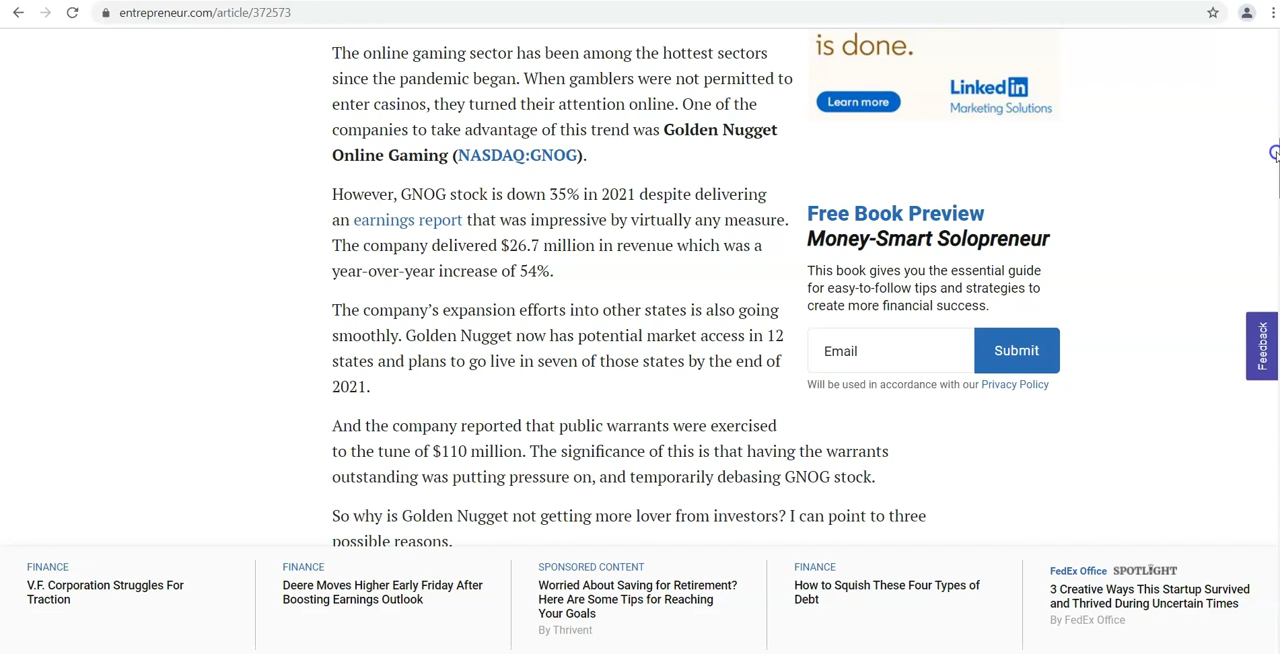 entrepreneur.com/article/372573
The online gaming sector has been among the hottest sectors
since the pandemic began. When gamblers were not permitted to
enter casinos, they turned their attention online. One of the
companies to take advantage of this trend was Golden Nugget
Online Gaming (NASDAQ:GNOG).
However, GNOG stock is down 35% in 2021 despite delivering
an earnings report that was impressive by virtually any measure.
The company delivered $26.7 million in revenue which was a
year-over-year increase of 54%.
The company’s expansion efforts into other states is also going
smoothly. Golden Nugget now has potential market access in 12
states and plans to go live in seven of those states by the end of
2021.
And the company reported that public warrants were exercised
to the tune of $110 million. The significance of this is that having the warrants
outstanding was putting pressure on, and temporarily debasing GNOG stock.
So why is Golden Nugget not getting more lover from investors? I can point to three
possible reasons.
is done.
Learn more
Linked in
Marketing Solutions
Free Book Preview
Money-Smart Solopreneur
This book gives you the essential guide
for easy-to-follow tips and strategies to
create more financial success.
Email
Submit
Will be used in accordance with our Privacy Policy
Feedback
FINANCE
V.F. Corporation Struggles For
Traction
FINANCE
Deere Moves Higher Early Friday After
Boosting Earnings Outlook
SPONSORED CONTENT
Worried About Saving for Retirement?
Here Are Some Tips for Reaching
Your Goals
By Thrivent
FINANCE
How to Squish These Four Types of
Debt
FedEx Office SPOTLIGHT
3 Creative Ways This Startup Survived
and Thrived During Uncertain Times
By FedEx Office